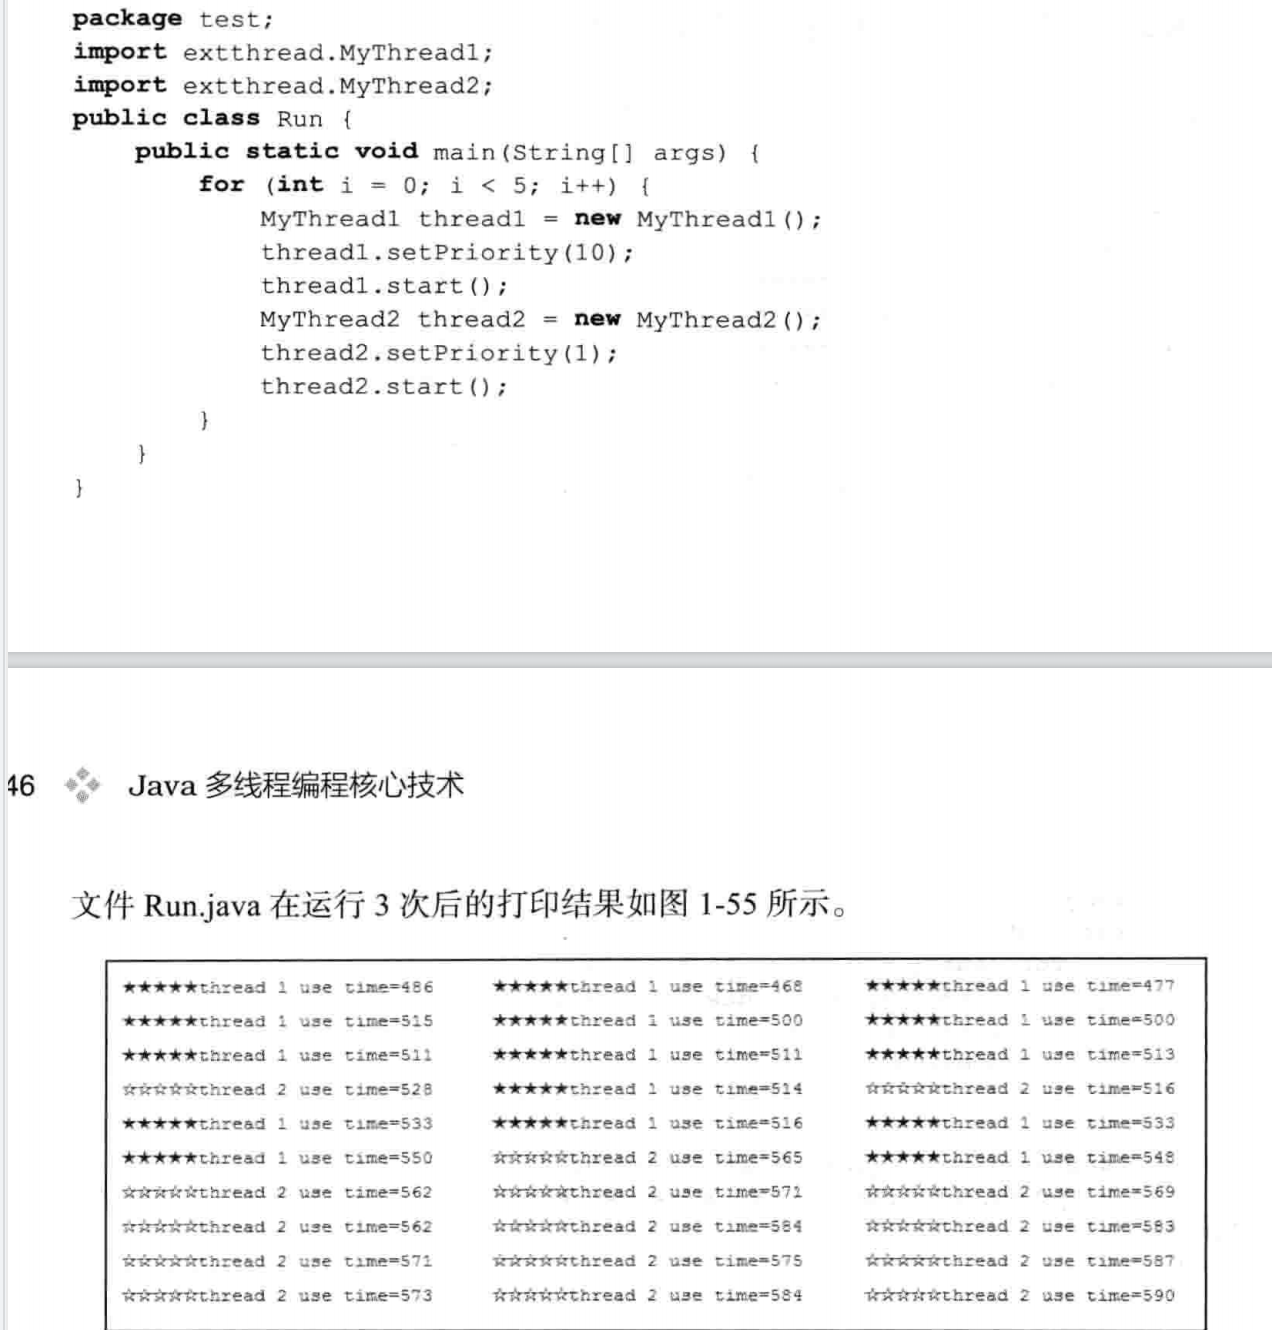 package test;
import extthread.MyThread1;
import extthread.MyThread2;
public class Run {
public static void main(String[] args) {
for (int i = 0; i < 5; i++) {
MyThread1 thread1 = new MyThread1();
thread1.setPriority(10);
thread1.start();
MyThread2 thread2 = new MyThread2();
thread2.setPriority(1);
thread2.start();
}
}
}
46 Java 多线程编程核心技术
文件 Run.java 在运行 3 次后的打印结果如图 1-55 所示。
★★★★★thread 1 use time=486 ★★★★★thread 1 use time=468 ★★★★★thread 1 use time=477
★★★★★thread 1 use time=515 ★★★★★thread 1 use time=500 ★★★★★thread 1 use time=500
★★★★★thread 1 use time=511 ★★★★★thread 1 use time=511 ★★★★★thread 1 use time=513
☆☆☆☆☆thread 2 use time=528 ★★★★★thread 1 use time=514 ☆☆☆☆☆thread 2 use time=516
★★★★★thread 1 use time=533 ★★★★★thread 1 use time=516 ★★★★★thread 1 use time=533
★★★★★thread 1 use time=550 ☆☆☆☆☆thread 2 use time=565 ★★★★★thread 1 use time=548
☆☆☆☆☆thread 2 use time=562 ☆☆☆☆☆thread 2 use time=571 ☆☆☆☆☆thread 2 use time=569
☆☆☆☆☆thread 2 use time=562 ☆☆☆☆☆thread 2 use time=584 ☆☆☆☆☆thread 2 use time=583
☆☆☆☆☆thread 2 use time=571 ☆☆☆☆☆thread 2 use time=575 ☆☆☆☆☆thread 2 use time=587
☆☆☆☆☆thread 2 use time=573 ☆☆☆☆☆thread 2 use time=584 ☆☆☆☆☆thread 2 use time=590